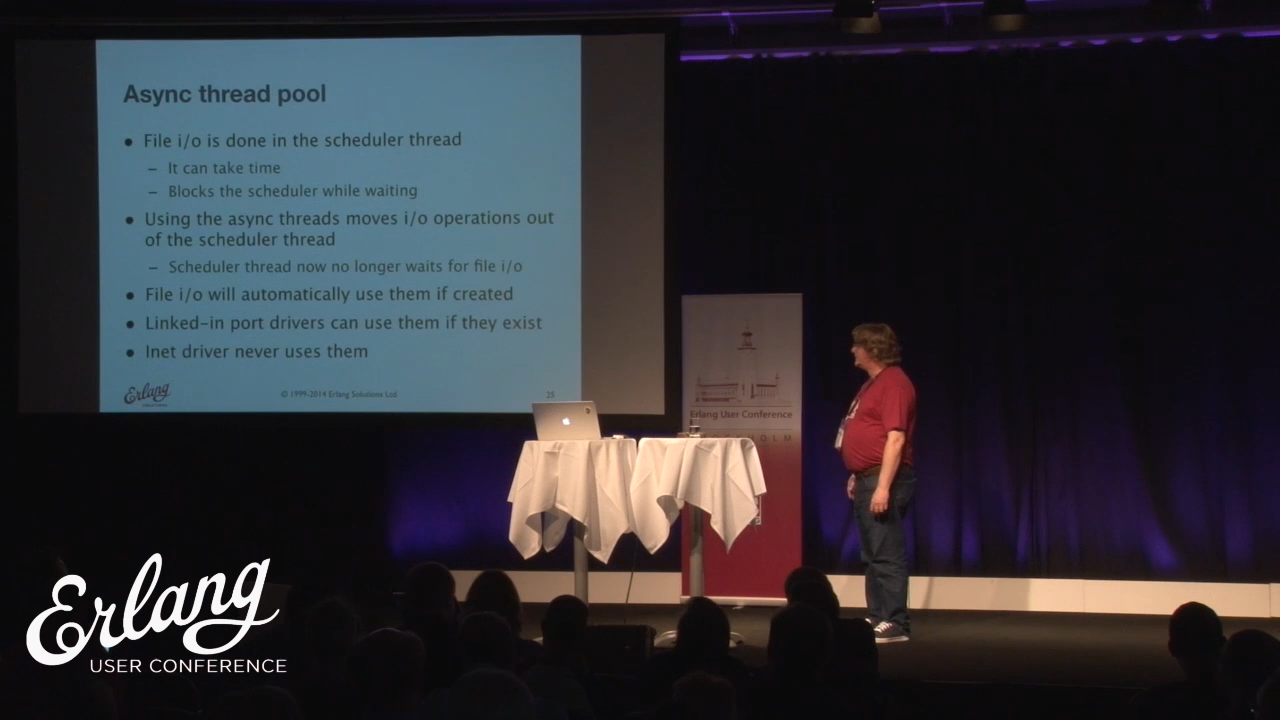 Async thread pool
• File i/o is done in the scheduler thread
– It can take time
– Blocks the scheduler while waiting
• Using the async threads moves i/o operations out
of the scheduler thread
– Scheduler thread now no longer waits for file i/o
• File i/o will automatically use them if created
• Linked-in port drivers can use them if they exist
• Inet driver never uses them
Erlang
© 1999-2014 Erlang Solutions Ltd
25
Erlang User Conference
OLM
Erlang
USER CONFERENCE